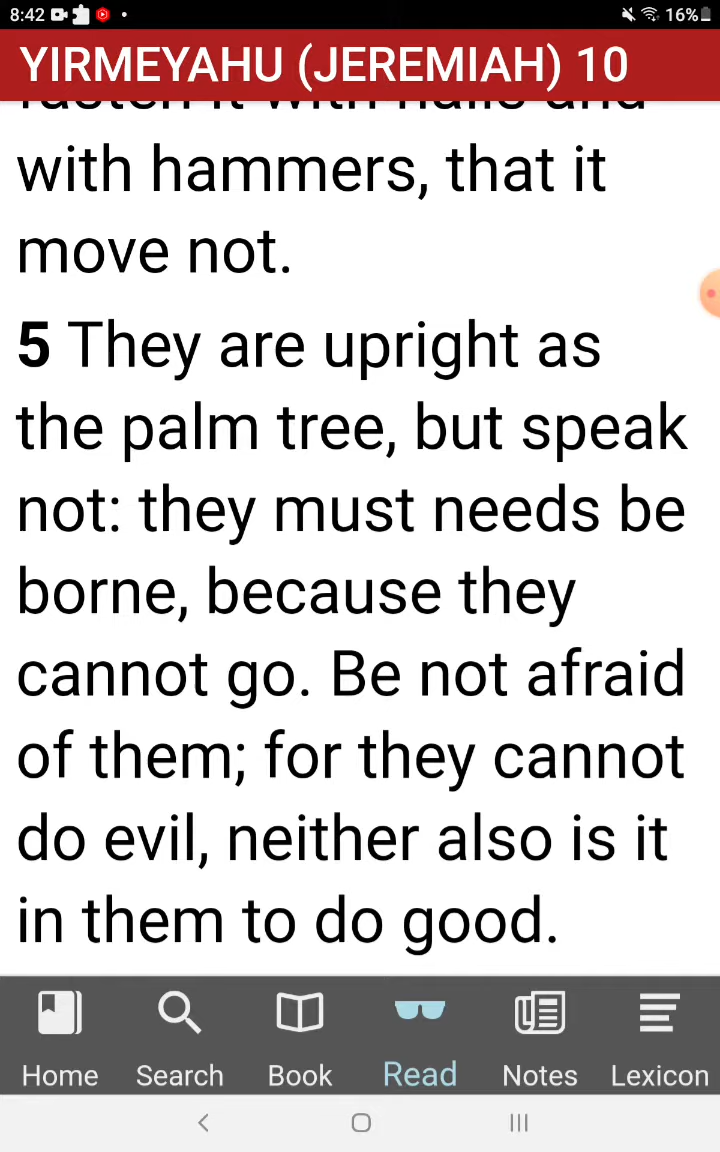 8:42
16%
YIRMEYAHU (JEREMIAH) 10
with hammers, that it
move not.
5 They are upright as
the palm tree, but speak
not: they must needs be
borne, because they
cannot go. Be not afraid
of them; for they cannot
do evil, neither also is it
in them to do good.
Home Search Book Read Notes Lexicon